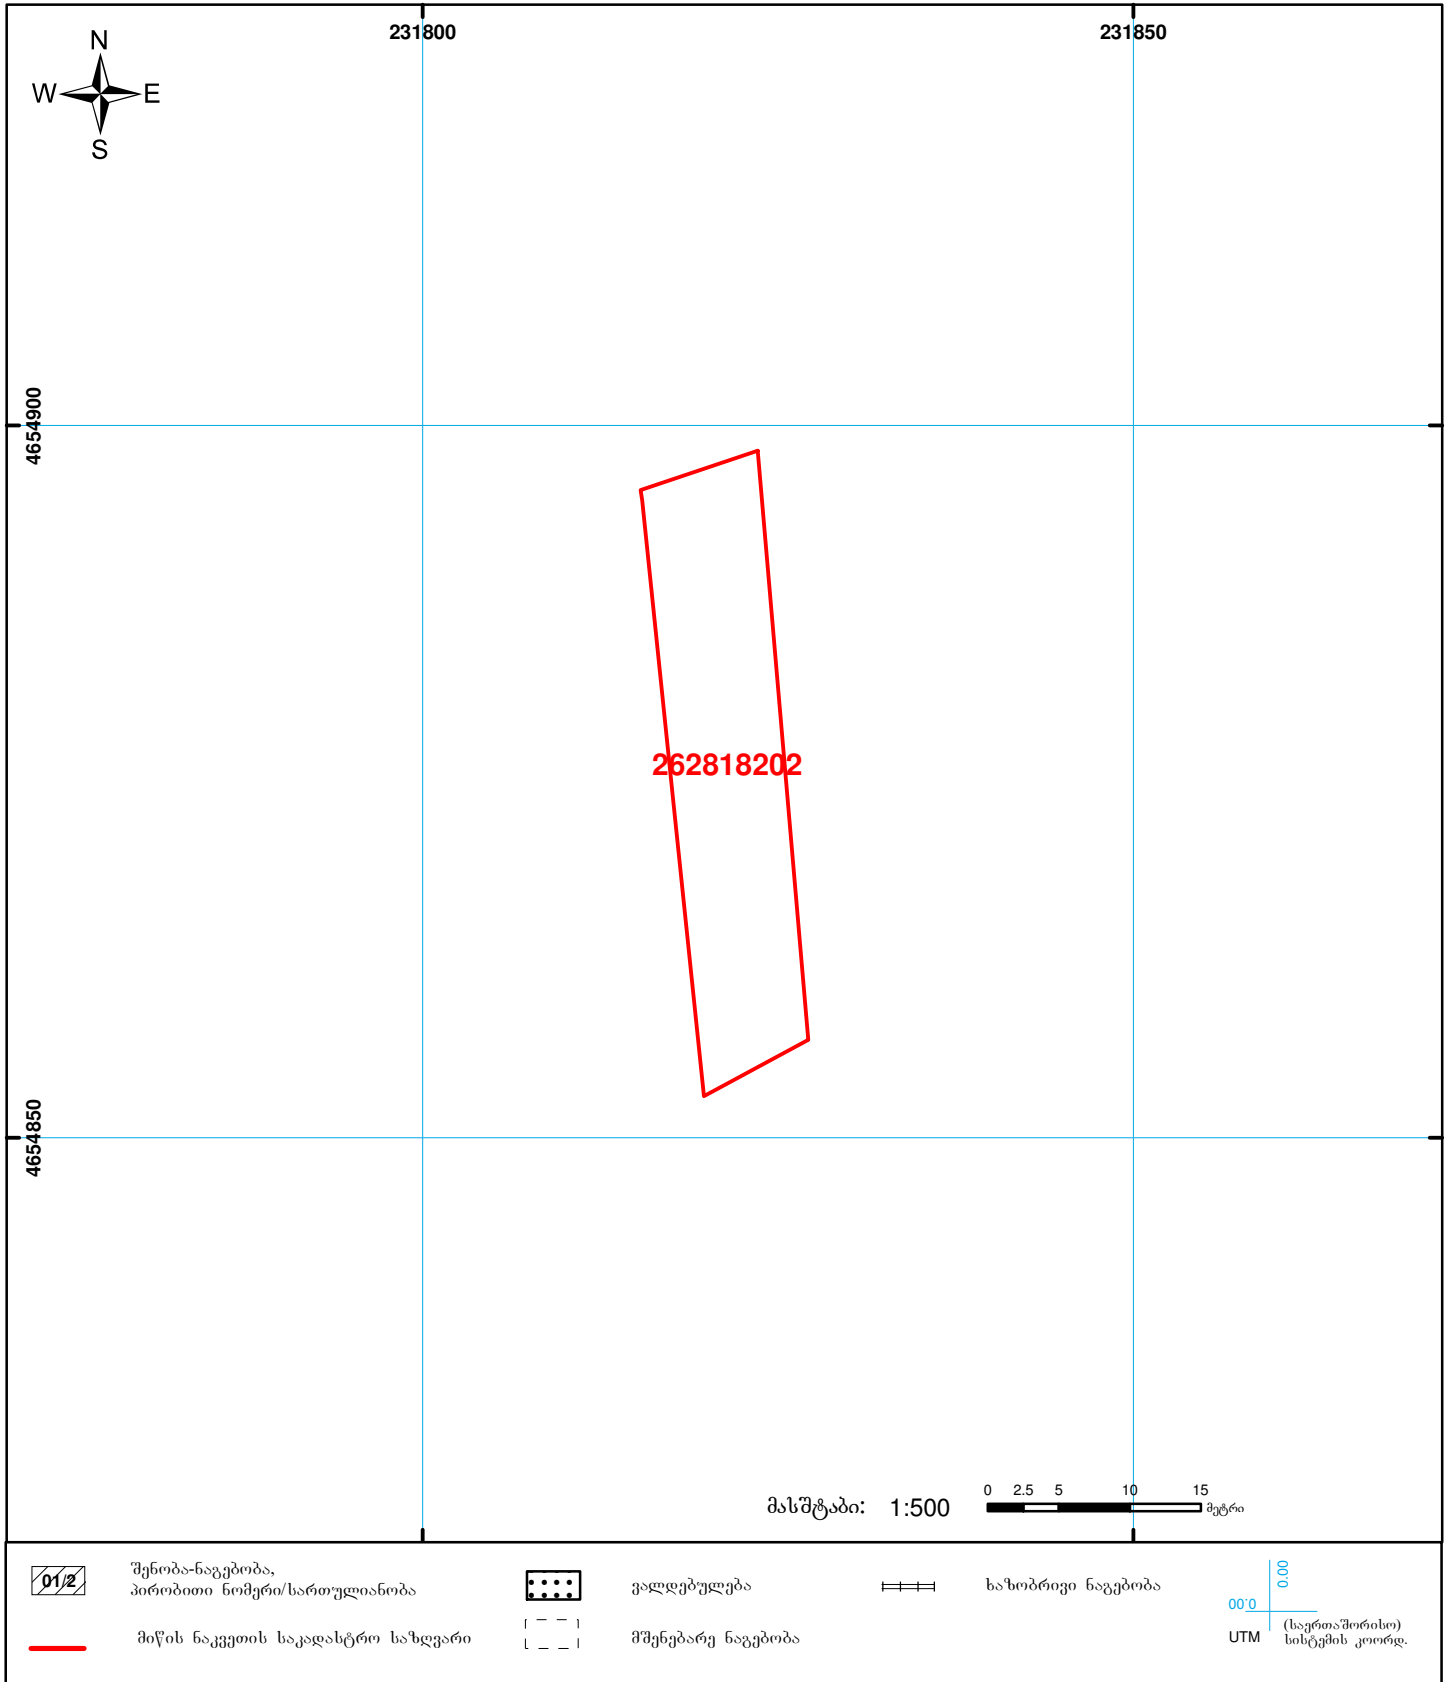 231800
231850
N
W
E
S
4654900
262818202
4654850
მასშტაბი: 1:500
0 2.5 5 10 15
მეტრი
01/2
შენობა-ნაგებობა,
პირობითი ნომერი/სართულიანობა
ვალდებულება
ხაზობრივი ნაგებობა
მიწის ნაკვეთის საკადასტრო საზღვარი
მშენებარე ნაგებობა
00'0
0.00
UTM
(საერთაშორისო)
სისტემის კოორდ.